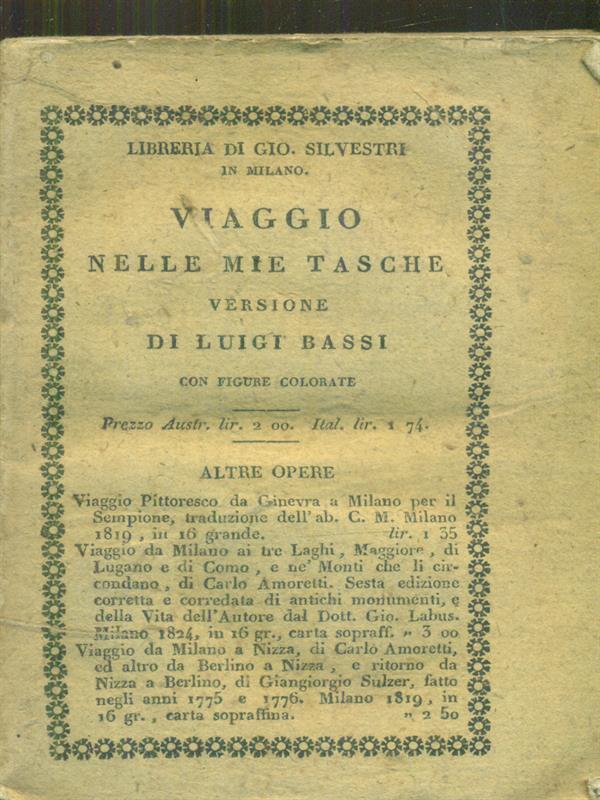 LIBRERIA DI GIO. SILVESTRI
IN MILANO.
VIAGGIO
NELLE MIE TASCHE
VERSIONE
DI LUIGI BASSI
CON FIGURE COLORATE
Prezzo Austr. lir. 2 00. Ital. lir. 1 74.
ALTRE OPERE
Viaggio Pittoresco da Ginevra a Milano per il
Sempione, traduzione dell'ab. C. M. Milano
1819, in 16 grande. lir. 1 35
Viaggio da Milano ai tre Laghi, Maggiore, di
Lugano e di Como, e ne' Monti che li cir-
condano, di Carlo Amoretti. Sesta edizione
corretta e corredata di antichi monumenti, e
della Vita dell'Autore dal Dott. Gio. Labus.
Milano 1824, in 16 gr., carta sopraff. „ 3 00
Viaggio da Milano a Nizza, di Carlo Amoretti,
ed altro da Berlino a Nizza, e ritorno da
Nizza a Berlino, di Giangiorgio Sulzer, fatto
negli anni 1775 e 1776. Milano 1819, in
16 gr., carta sopraffina. „ 2 50